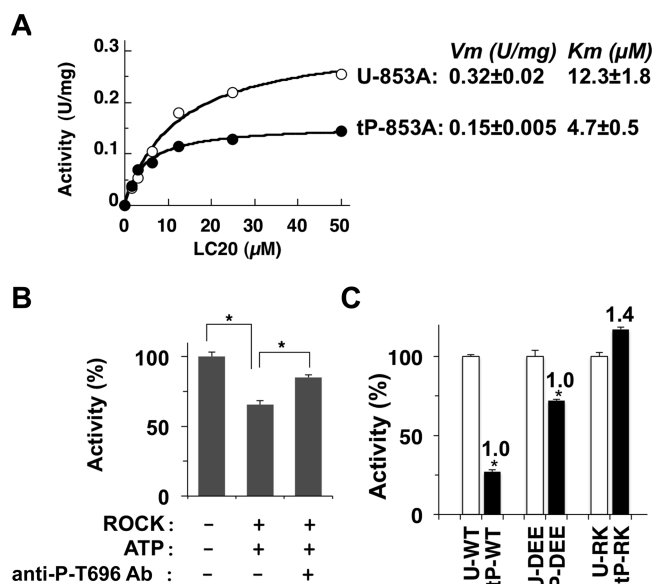 A
Vm (U/mg) Km (µM)
U-853A: 0.32±0.02 12.3±1.8
tP-853A: 0.15±0.005 4.7±0.5
Activity (U/mg)
0.3
0.2
0.1
0
0 10 20 30 40 50
LC20 (µM)
B
Activity (%)
100
75
50
0
* *
ROCK : − + +
ATP : − + +
anti-P-T696 Ab : − − +
C
Activity (%)
100
50
25
0
1.0 *
1.0 *
1.4
U-WT
tP-WT
U-DEE
P-DEE
U-RK
tP-RK